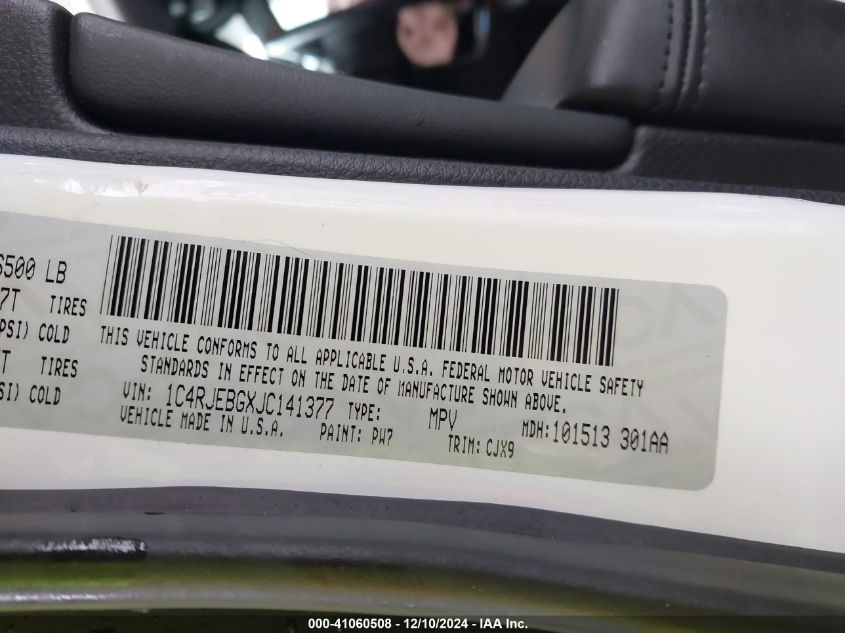 500 LB
7T TIRES
PSI) COLD
T TIRES
SI) COLD
THIS VEHICLE CONFORMS TO ALL APPLICABLE U.S.A. FEDERAL MOTOR VEHICLE SAFETY
STANDARDS IN EFFECT ON THE DATE OF MANUFACTURE SHOWN ABOVE.
VIN: 1C4RJEBGXJC141377 TYPE: MPV MDH:101513 301AA
VEHICLE MADE IN U.S.A. PAINT: PW7 TRIM: CJX9
000-41060508 - 12/10/2024 - IAA Inc.